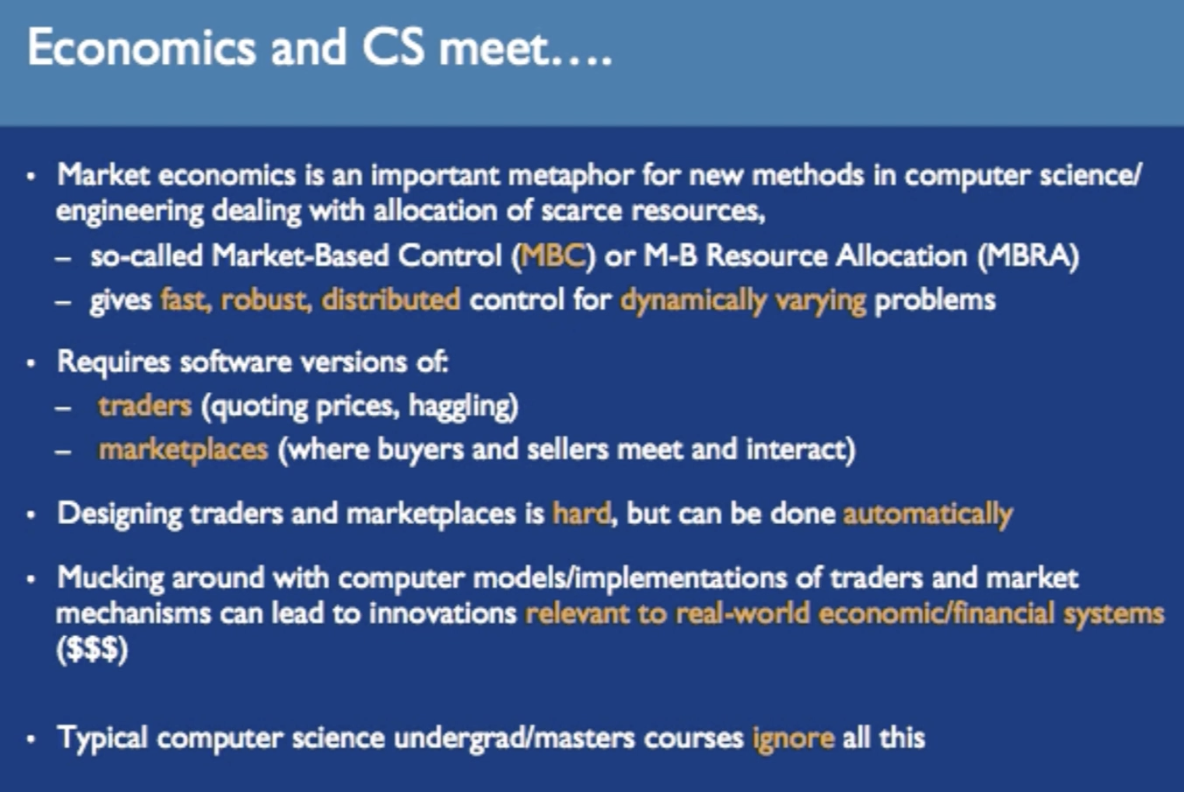 Economics and CS meet....
• Market economics is an important metaphor for new methods in computer science/
engineering dealing with allocation of scarce resources,
– so-called Market-Based Control (MBC) or M-B Resource Allocation (MBRA)
– gives fast, robust, distributed control for dynamically varying problems
• Requires software versions of:
– traders (quoting prices, haggling)
– marketplaces (where buyers and sellers meet and interact)
• Designing traders and marketplaces is hard, but can be done automatically
• Mucking around with computer models/implementations of traders and market
mechanisms can lead to innovations relevant to real-world economic/financial systems
($$$)
• Typical computer science undergrad/masters courses ignore all this